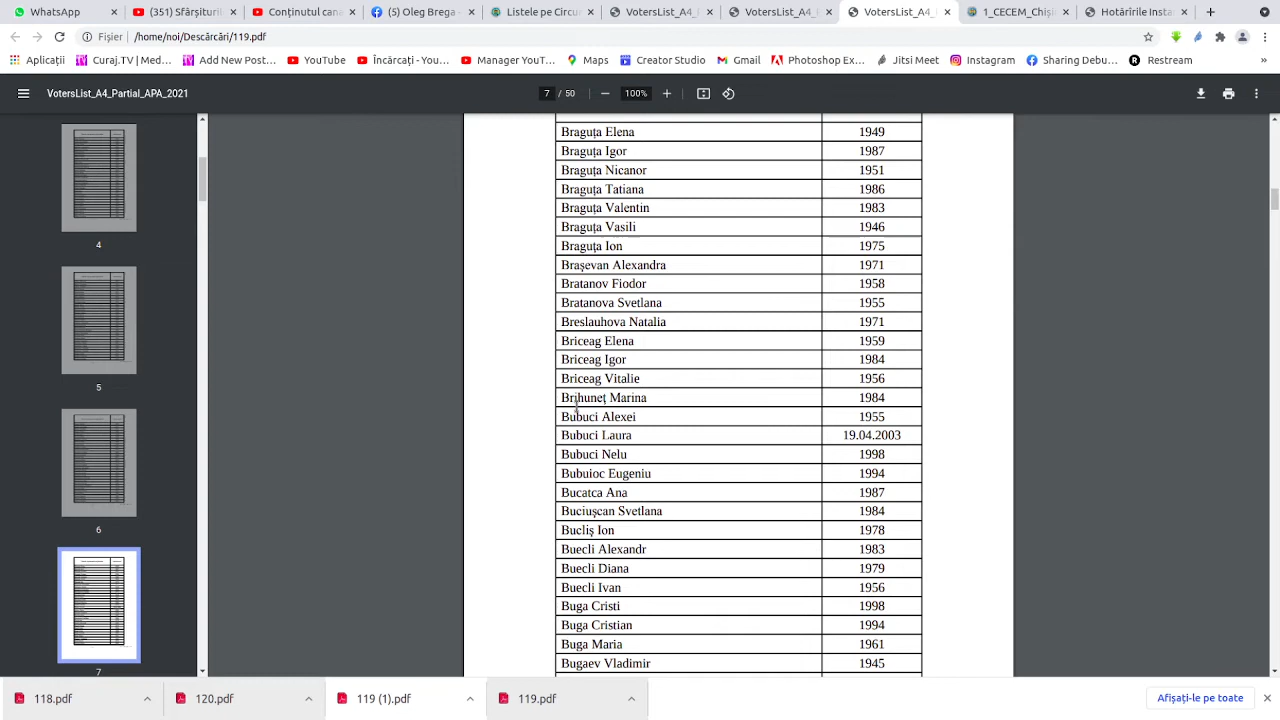 WhatsApp
(351) Sfârșituril
Conținutul cana
(5) Oleg Brega -
Listele pe Circu
VotersList_A4_
VotersList_A4_
VotersList_A4_
1_CECEM_Chiși
Hotărîrile Insta
Fișier
/home/noi/Descărcări/119.pdf
Aplicații
Curaj.TV | Med...
Add New Post...
YouTube
Încărcați - You...
Manager YouT...
Maps
Creator Studio
Gmail
Photoshop Ex...
Jitsi Meet
Instagram
Sharing Debu...
Restream
VotersList_A4_Partial_APA_2021
7 / 50
100%
4
5
6
7
Braguța Elena 1949
Braguța Igor 1987
Braguța Nicanor 1951
Braguța Tatiana 1986
Braguța Valentin 1983
Braguța Vasili 1946
Braguța Ion 1975
Brașevan Alexandra 1971
Bratanov Fiodor 1958
Bratanova Svetlana 1955
Breslauhova Natalia 1971
Briceag Elena 1959
Briceag Igor 1984
Briceag Vitalie 1956
Brihuneț Marina 1984
Bubuci Alexei 1955
Bubuci Laura 19.04.2003
Bubuci Nelu 1998
Bubuioc Eugeniu 1994
Bucatca Ana 1987
Buciușcan Svetlana 1984
Bucliș Ion 1978
Buecli Alexandr 1983
Buecli Diana 1979
Buecli Ivan 1956
Buga Cristi 1998
Buga Cristian 1994
Buga Maria 1961
Bugaev Vladimir 1945
118.pdf
120.pdf
119 (1).pdf
119.pdf
Afișați-le pe toate